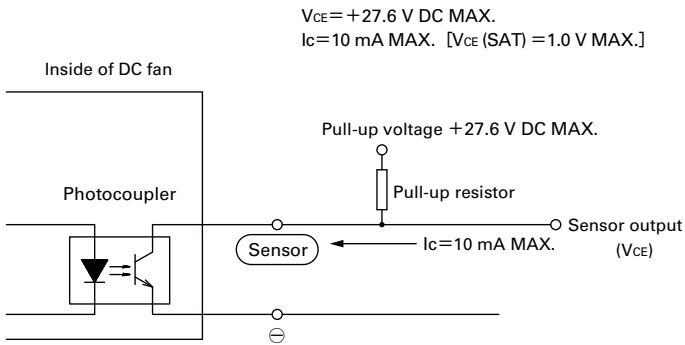 VCE=+27.6 V DC MAX.
Ic=10 mA MAX. [VCE (SAT) =1.0 V MAX.]
Inside of DC fan
Pull-up voltage +27.6 V DC MAX.
Photocoupler
Pull-up resistor
Sensor
Ic=10 mA MAX.
Sensor output
(VCE)
⊖